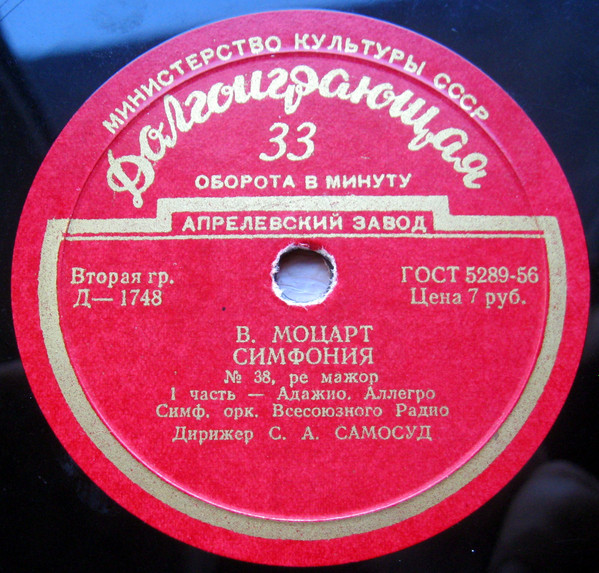 МИНИСТЕРСТВО КУЛЬТУРЫ СССР
Долгоиграющая
33
ОБОРОТА В МИНУТУ
АПРЕЛЕВСКИЙ ЗАВОД
Вторая гр. ГОСТ 5289-56
Д—1748 Цена 7 руб.
В. МОЦАРТ
СИМФОНИЯ
№ 38, ре мажор
1 часть — Адажио. Аллегро
Симф. орк. Всесоюзного Радио
Дирижер С. А. САМОСУД